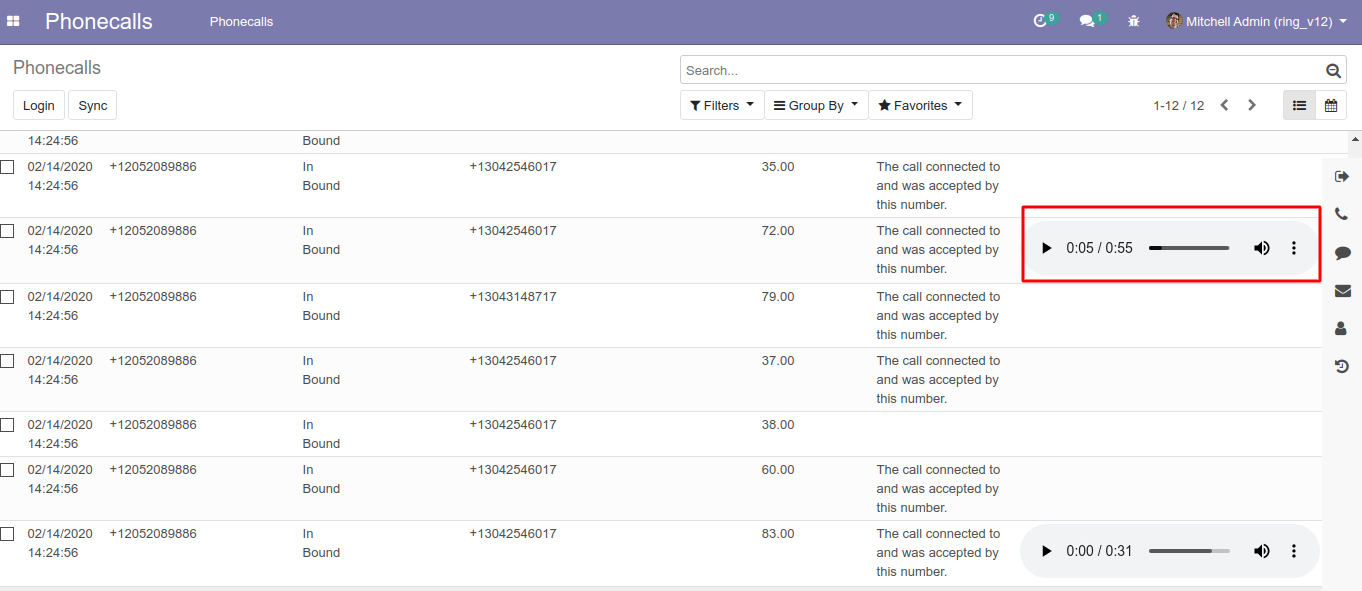 Phonecalls Phonecalls 9 1 Mitchell Admin (ring_v12)
Phonecalls Search...
Login Sync Filters Group By Favorites 1-12 / 12
14:24:56 Bound
02/14/2020 +12052089886 In +13042546017 35.00 The call connected to
14:24:56 Bound and was accepted by
this number.
02/14/2020 +12052089886 In +13042546017 72.00 The call connected to
14:24:56 Bound and was accepted by 0:05 / 0:55
this number.
02/14/2020 +12052089886 In +13043148717 79.00 The call connected to
14:24:56 Bound and was accepted by
this number.
02/14/2020 +12052089886 In +13042546017 37.00 The call connected to
14:24:56 Bound and was accepted by
this number.
02/14/2020 +12052089886 In +13042546017 38.00
14:24:56 Bound
02/14/2020 +12052089886 In +13042546017 60.00 The call connected to
14:24:56 Bound and was accepted by
this number.
02/14/2020 +12052089886 In +13042546017 83.00 The call connected to
14:24:56 Bound and was accepted by 0:00 / 0:31
this number.